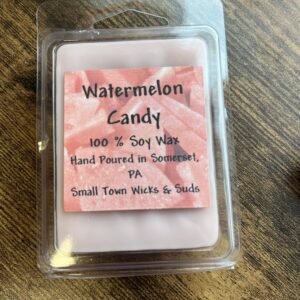 Watermelon
Candy
100 % Soy Wax
Hand Poured in Somerset,
PA
Small Town Wicks & Suds